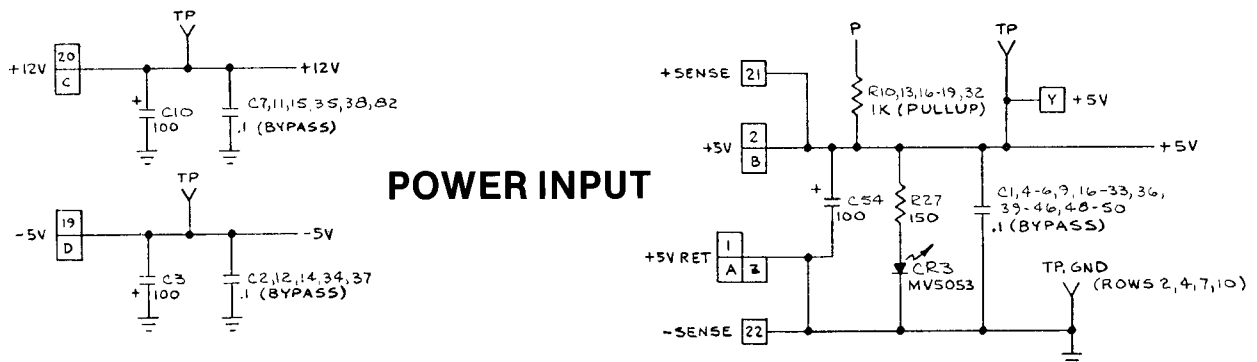 TP
20
+12V
C
+12V
+
C10
100
C7,11,15,35,38,82
.1 (BYPASS)
TP
19
-5V
D
-5V
C3
+
100
C2,12,14,34,37
.1 (BYPASS)
POWER INPUT
P
TP
+SENSE
21
R10,13,16-19,32
1K (PULLUP)
Y
+5V
2
+5V
B
+5V
+
C54
100
R27
150
C1,4-6,9,16-33,36,
39-46,48-50
.1 (BYPASS)
1
+5V RET
A
Z
CR3
MV5053
TP, GND
(ROWS 2,4,7,10)
-SENSE
22